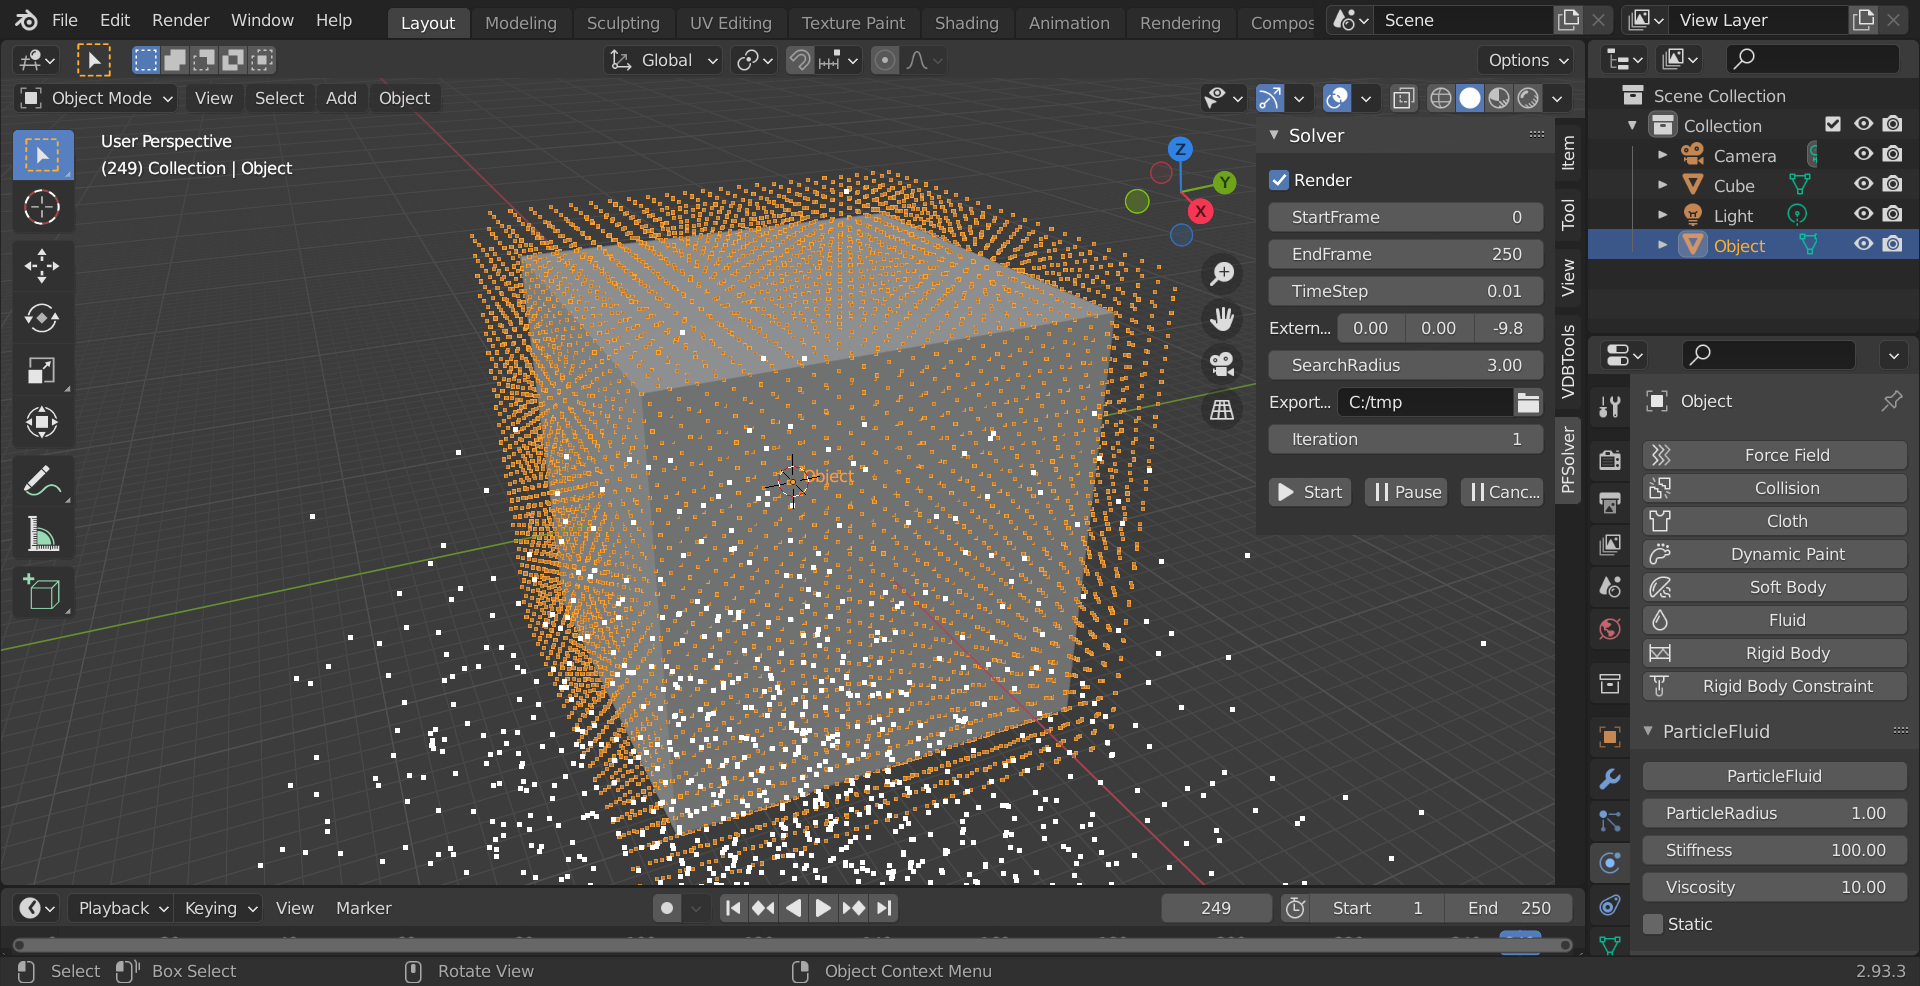 File Edit Render Window Help Layout Modeling Sculpting UV Editing Texture Paint Shading Animation Rendering Compos Scene View Layer
Global Options
Object Mode View Select Add Object
User Perspective
(249) Collection | Object
Z
Y
X
Object
Solver
Render
StartFrame 0
EndFrame 250
TimeStep 0.01
Extern... 0.00 0.00 -9.8
SearchRadius 3.00
Export... C:/tmp
Iteration 1
Start Pause Canc...
Item
Tool
View
VDBTools
PFSolver
Scene Collection
Collection
Camera
Cube
Light
Object
Object
Force Field
Collision
Cloth
Dynamic Paint
Soft Body
Fluid
Rigid Body
Rigid Body Constraint
ParticleFluid
ParticleFluid
ParticleRadius 1.00
Stiffness 100.00
Viscosity 10.00
Static
Playback Keying View Marker 249 Start 1 End 250
Select Box Select Rotate View Object Context Menu 2.93.3